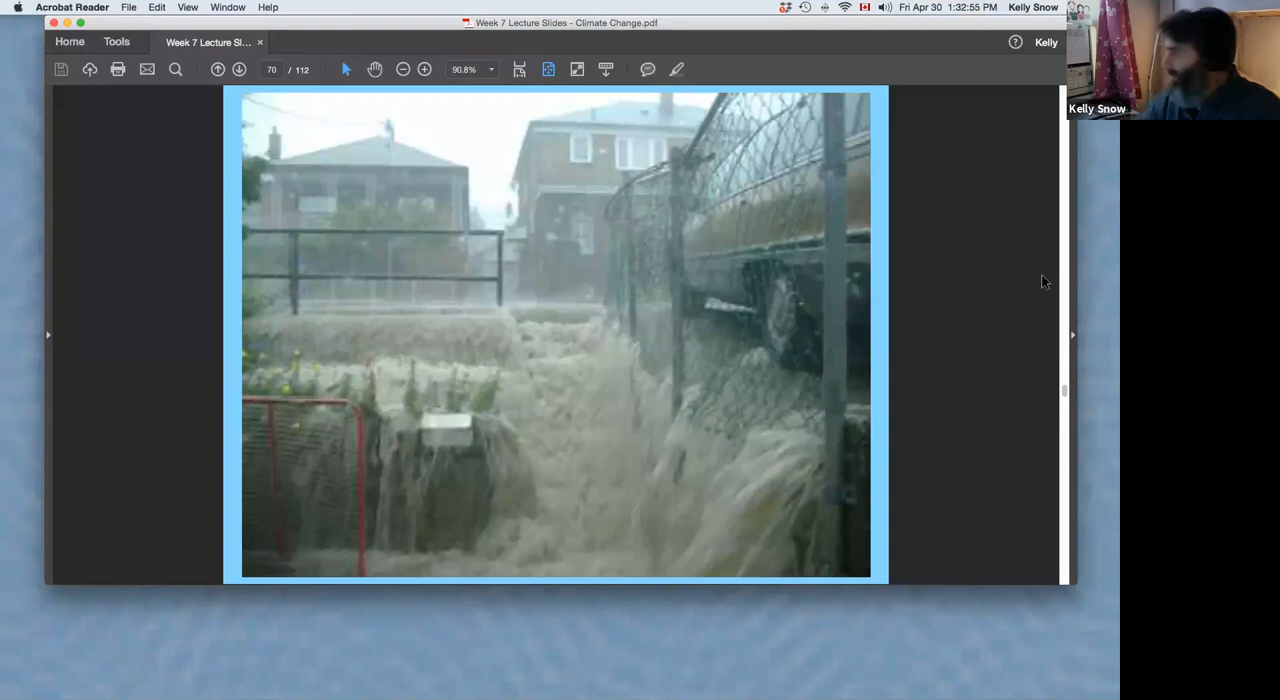 Acrobat Reader File Edit View Window Help Fri Apr 30 1:32:55 PM Kelly Snow
Week 7 Lecture Slides - Climate Change.pdf
Home Tools Week 7 Lecture Sl... × Kelly
70 / 112 90.8%
Kelly Snow